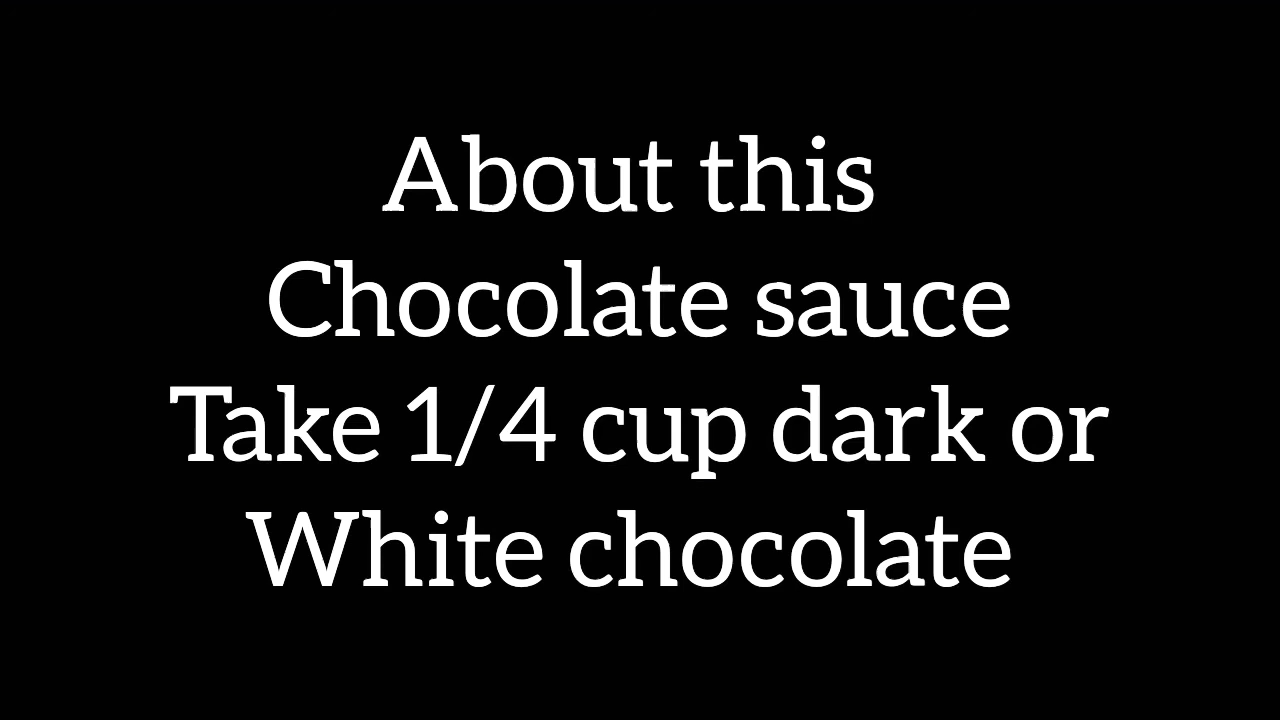 About this
Chocolate sauce
Take 1/4 cup dark or
White chocolate